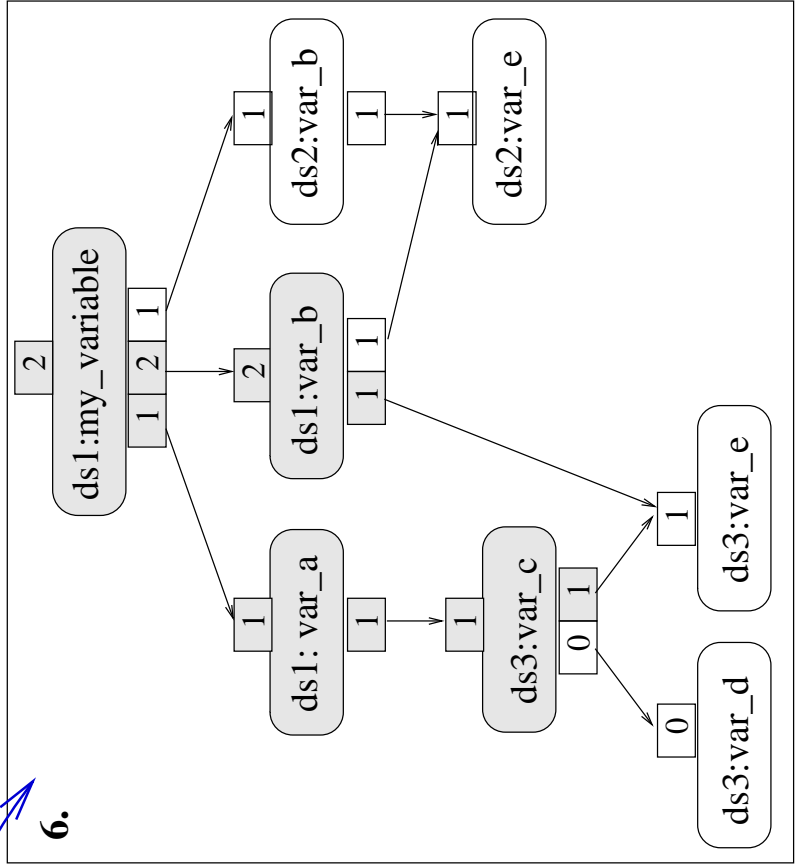 2
6.
ds1:my_variable
1 2 1
1 2 1
ds1: var_a ds1:var_b ds2:var_b
1 1 1 1
1 1
ds3:var_c ds2:var_e
0 1
0 1
ds3:var_d ds3:var_e